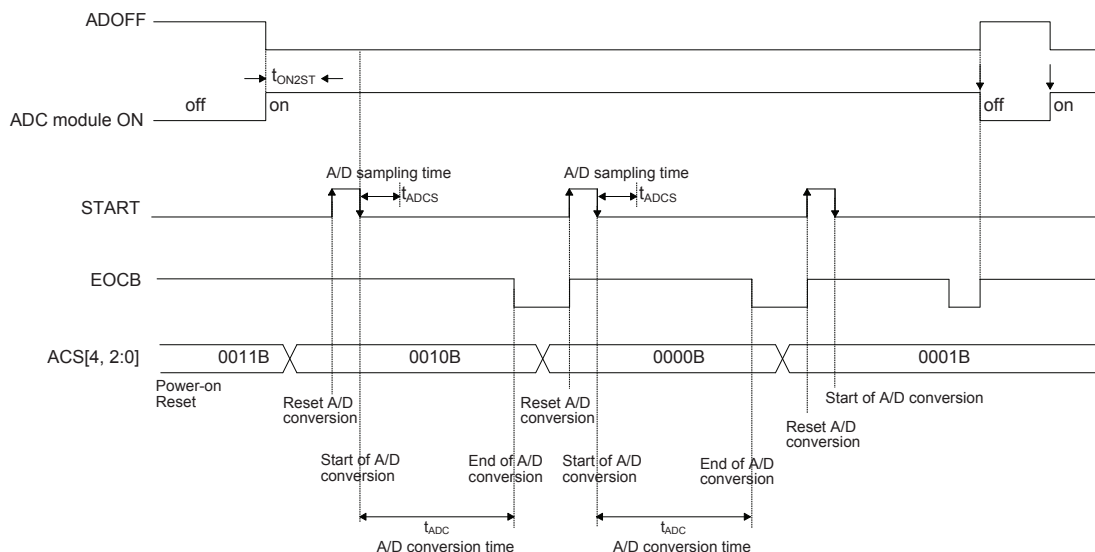 ADOFF
tON2ST
off
on
off
on
ADC module ON
A/D sampling time
A/D sampling time
tADCS
tADCS
START
EOCB
ACS[4, 2:0]
0011B
0010B
0000B
0001B
Power-on
Reset
Reset A/D
conversion
Reset A/D
conversion
Start of A/D conversion
Reset A/D
conversion
Start of A/D
conversion
End of A/D
conversion
Start of A/D
conversion
End of A/D
conversion
tADC
A/D conversion time
tADC
A/D conversion time